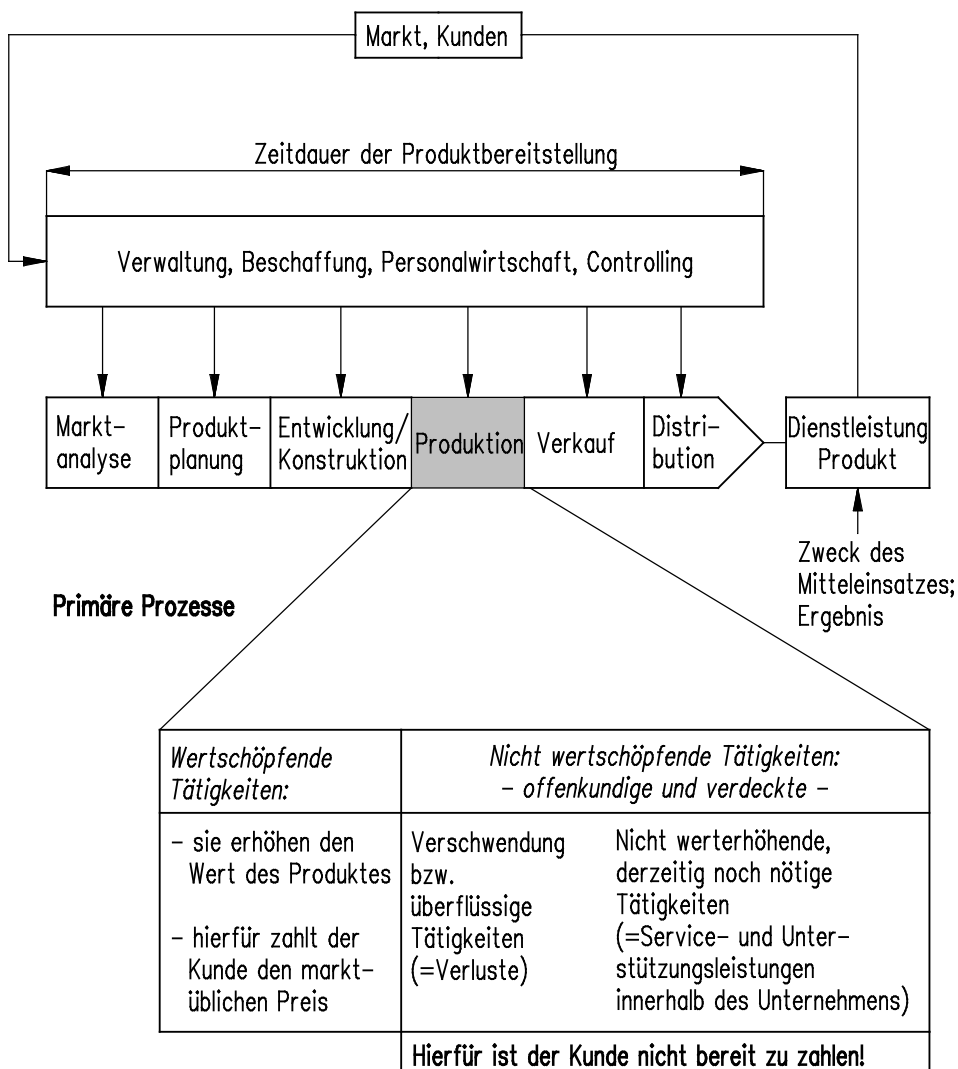 Markt, Kunden
Zeitdauer der Produktbereitstellung
Verwaltung, Beschaffung, Personalwirtschaft, Controlling
Markt-
analyse
Produkt-
planung
Entwicklung/
Konstruktion
Produktion
Verkauf
Distri-
bution
Dienstleistung
Produkt
Zweck des
Mitteleinsatzes;
Ergebnis
Primäre Prozesse
Wertschöpfende
Tätigkeiten:
Nicht wertschöpfende Tätigkeiten:
– offenkundige und verdeckte –
– sie erhöhen den
Wert des Produktes
– hierfür zahlt der
Kunde den markt-
üblichen Preis
Verschwendung
bzw.
überflüssige
Tätigkeiten
(=Verluste)
Nicht werterhöhende,
derzeitig noch nötige
Tätigkeiten
(=Service– und Unter-
stützungsleistungen
innerhalb des Unternehmens)
Hierfür ist der Kunde nicht bereit zu zahlen!